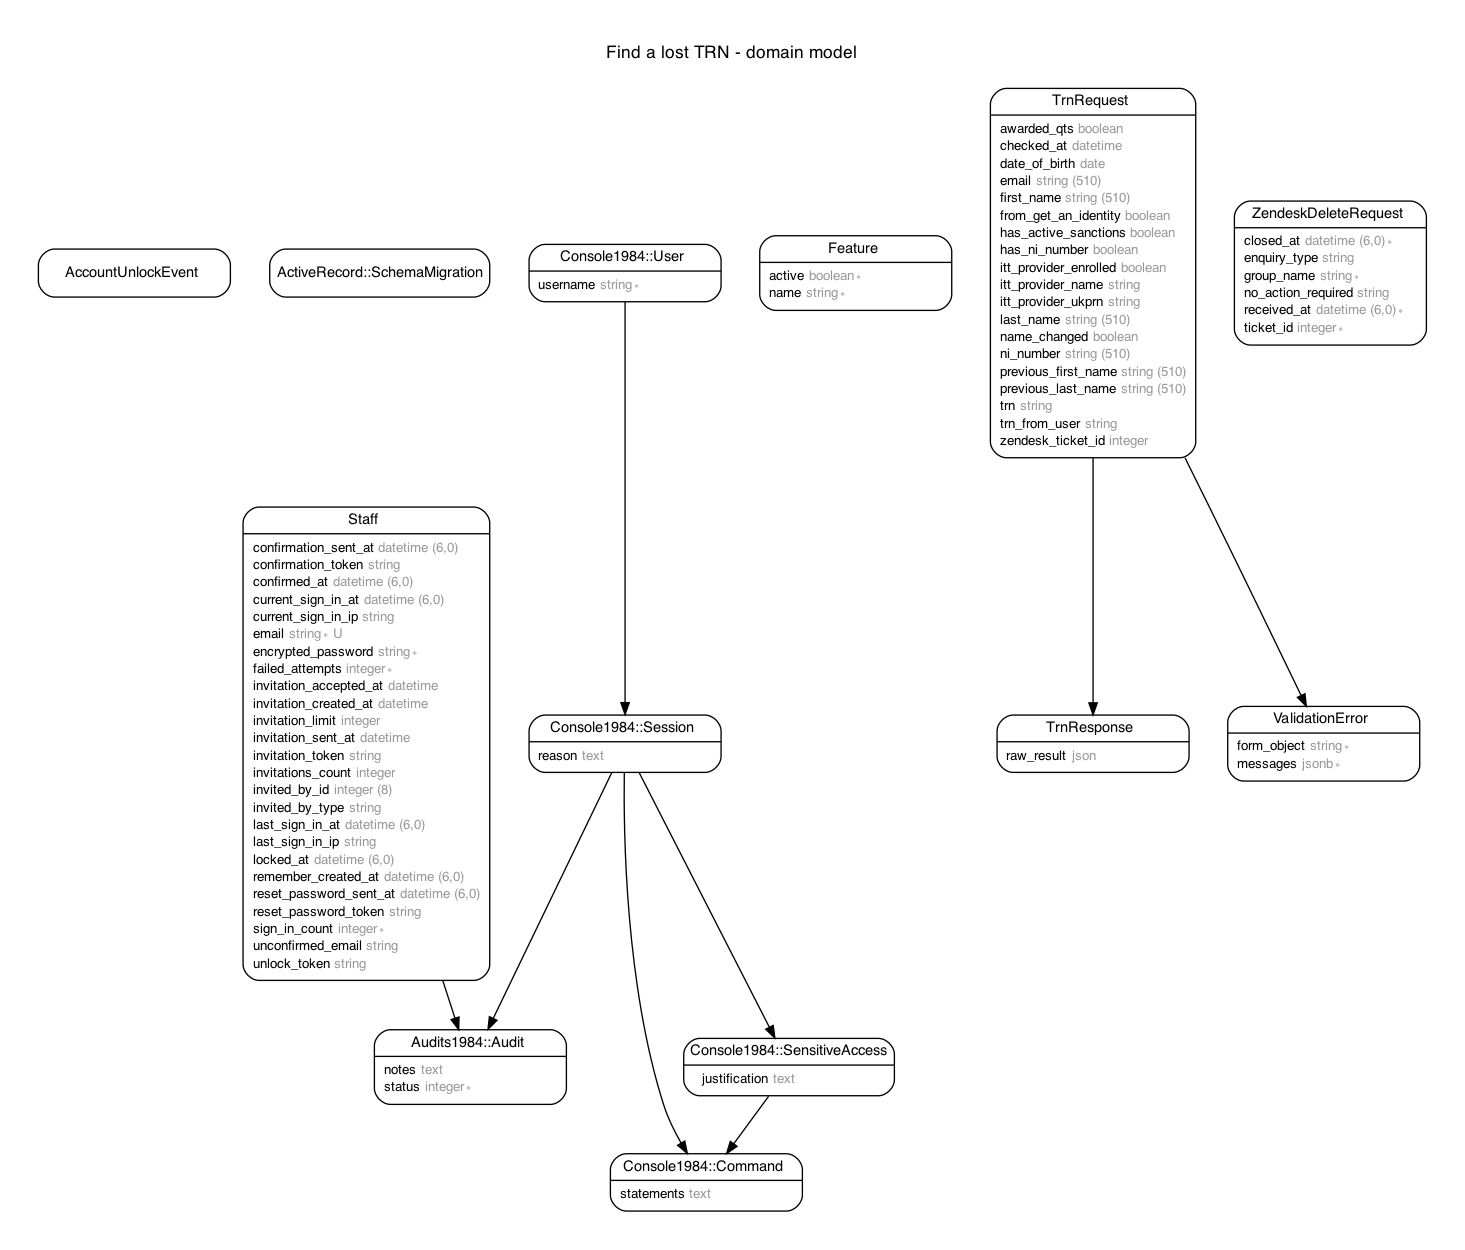 Find a lost TRN - domain model
AccountUnlockEvent
ActiveRecord::SchemaMigration
Console1984::User
username string *
Feature
active boolean *
name string *
TrnRequest
awarded_qts boolean
checked_at datetime
date_of_birth date
email string (510)
first_name string (510)
from_get_an_identity boolean
has_active_sanctions boolean
has_ni_number boolean
itt_provider_enrolled boolean
itt_provider_name string
itt_provider_ukprn string
last_name string (510)
name_changed boolean
ni_number string (510)
previous_first_name string (510)
previous_last_name string (510)
trn string
trn_from_user string
zendesk_ticket_id integer
ZendeskDeleteRequest
closed_at datetime (6,0) *
enquiry_type string
group_name string *
no_action_required string
received_at datetime (6,0) *
ticket_id integer *
Staff
confirmation_sent_at datetime (6,0)
confirmation_token string
confirmed_at datetime (6,0)
current_sign_in_at datetime (6,0)
current_sign_in_ip string
email string * U
encrypted_password string *
failed_attempts integer *
invitation_accepted_at datetime
invitation_created_at datetime
invitation_limit integer
invitation_sent_at datetime
invitation_token string
invitations_count integer
invited_by_id integer (8)
invited_by_type string
last_sign_in_at datetime (6,0)
last_sign_in_ip string
locked_at datetime (6,0)
remember_created_at datetime (6,0)
reset_password_sent_at datetime (6,0)
reset_password_token string
sign_in_count integer *
unconfirmed_email string
unlock_token string
Console1984::Session
reason text
TrnResponse
raw_result json
ValidationError
form_object string *
messages jsonb *
Audits1984::Audit
notes text
status integer *
Console1984::SensitiveAccess
justification text
Console1984::Command
statements text